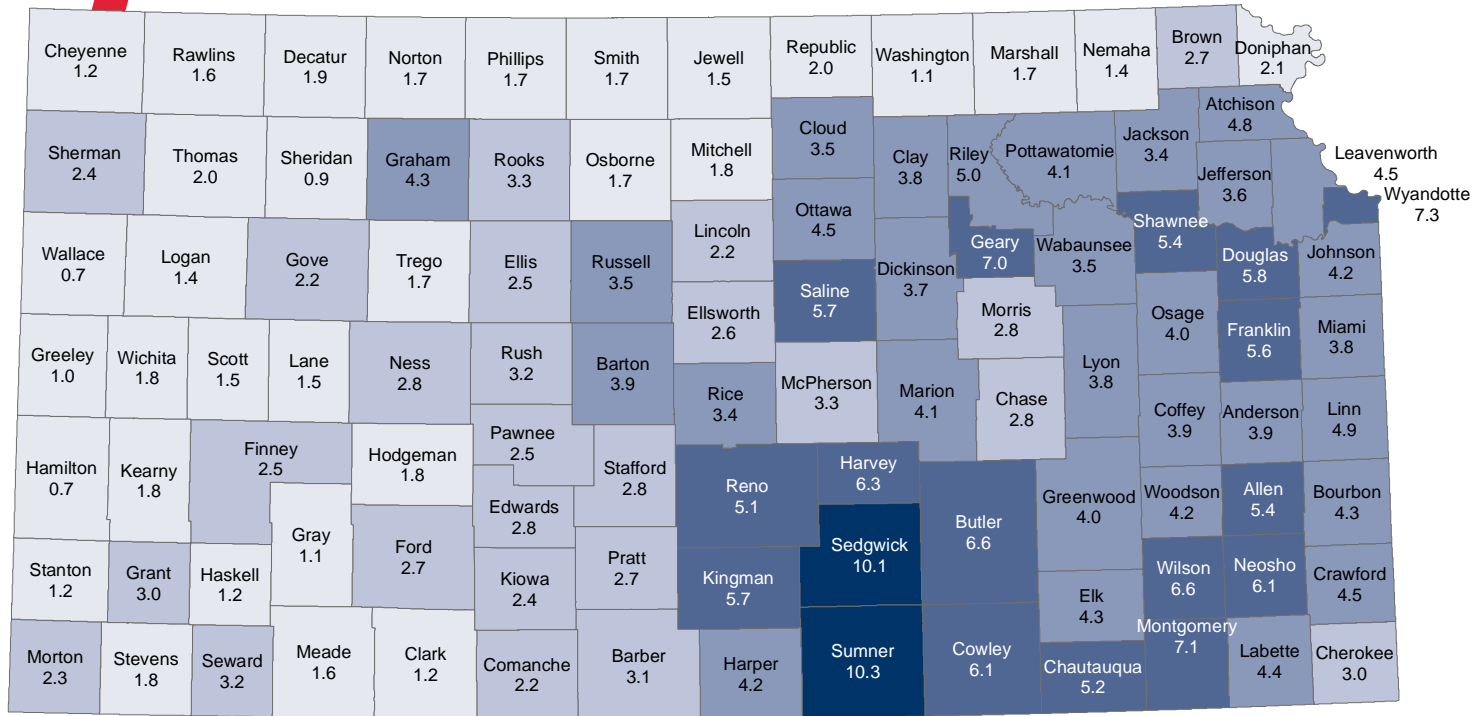 Cheyenne
1.2
Rawlins
1.6
Decatur
1.9
Norton
1.7
Phillips
1.7
Smith
1.7
Jewell
1.5
Republic
2.0
Washington
1.1
Marshall
1.7
Nemaha
1.4
Brown
2.7
Doniphan
2.1
Sherman
2.4
Thomas
2.0
Sheridan
0.9
Graham
4.3
Rooks
3.3
Osborne
1.7
Mitchell
1.8
Cloud
3.5
Clay
3.8
Riley
5.0
Pottawatomie
4.1
Jackson
3.4
Atchison
4.8
Jefferson
3.6
Leavenworth
4.5
Wyandotte
7.3
Wallace
0.7
Logan
1.4
Gove
2.2
Trego
1.7
Ellis
2.5
Russell
3.5
Lincoln
2.2
Ottawa
4.5
Dickinson
3.7
Geary
7.0
Wabaunsee
3.5
Shawnee
5.4
Douglas
5.8
Johnson
4.2
Ellsworth
2.6
Saline
5.7
Morris
2.8
Osage
4.0
Franklin
5.6
Miami
3.8
Greeley
1.0
Wichita
1.8
Scott
1.5
Lane
1.5
Ness
2.8
Rush
3.2
Barton
3.9
Rice
3.4
McPherson
3.3
Marion
4.1
Chase
2.8
Lyon
3.8
Coffey
3.9
Anderson
3.9
Linn
4.9
Hamilton
0.7
Kearny
1.8
Finney
2.5
Hodgeman
1.8
Pawnee
2.5
Stafford
2.8
Edwards
2.8
Reno
5.1
Harvey
6.3
Butler
6.6
Greenwood
4.0
Woodson
4.2
Allen
5.4
Bourbon
4.3
Gray
1.1
Ford
2.7
Sedgwick
10.1
Stanton
1.2
Grant
3.0
Haskell
1.2
Kiowa
2.4
Pratt
2.7
Kingman
5.7
Elk
4.3
Wilson
6.6
Neosho
6.1
Crawford
4.5
Morton
2.3
Stevens
1.8
Seward
3.2
Meade
1.6
Clark
1.2
Comanche
2.2
Barber
3.1
Harper
4.2
Sumner
10.3
Cowley
6.1
Chautauqua
5.2
Montgomery
7.1
Labette
4.4
Cherokee
3.0